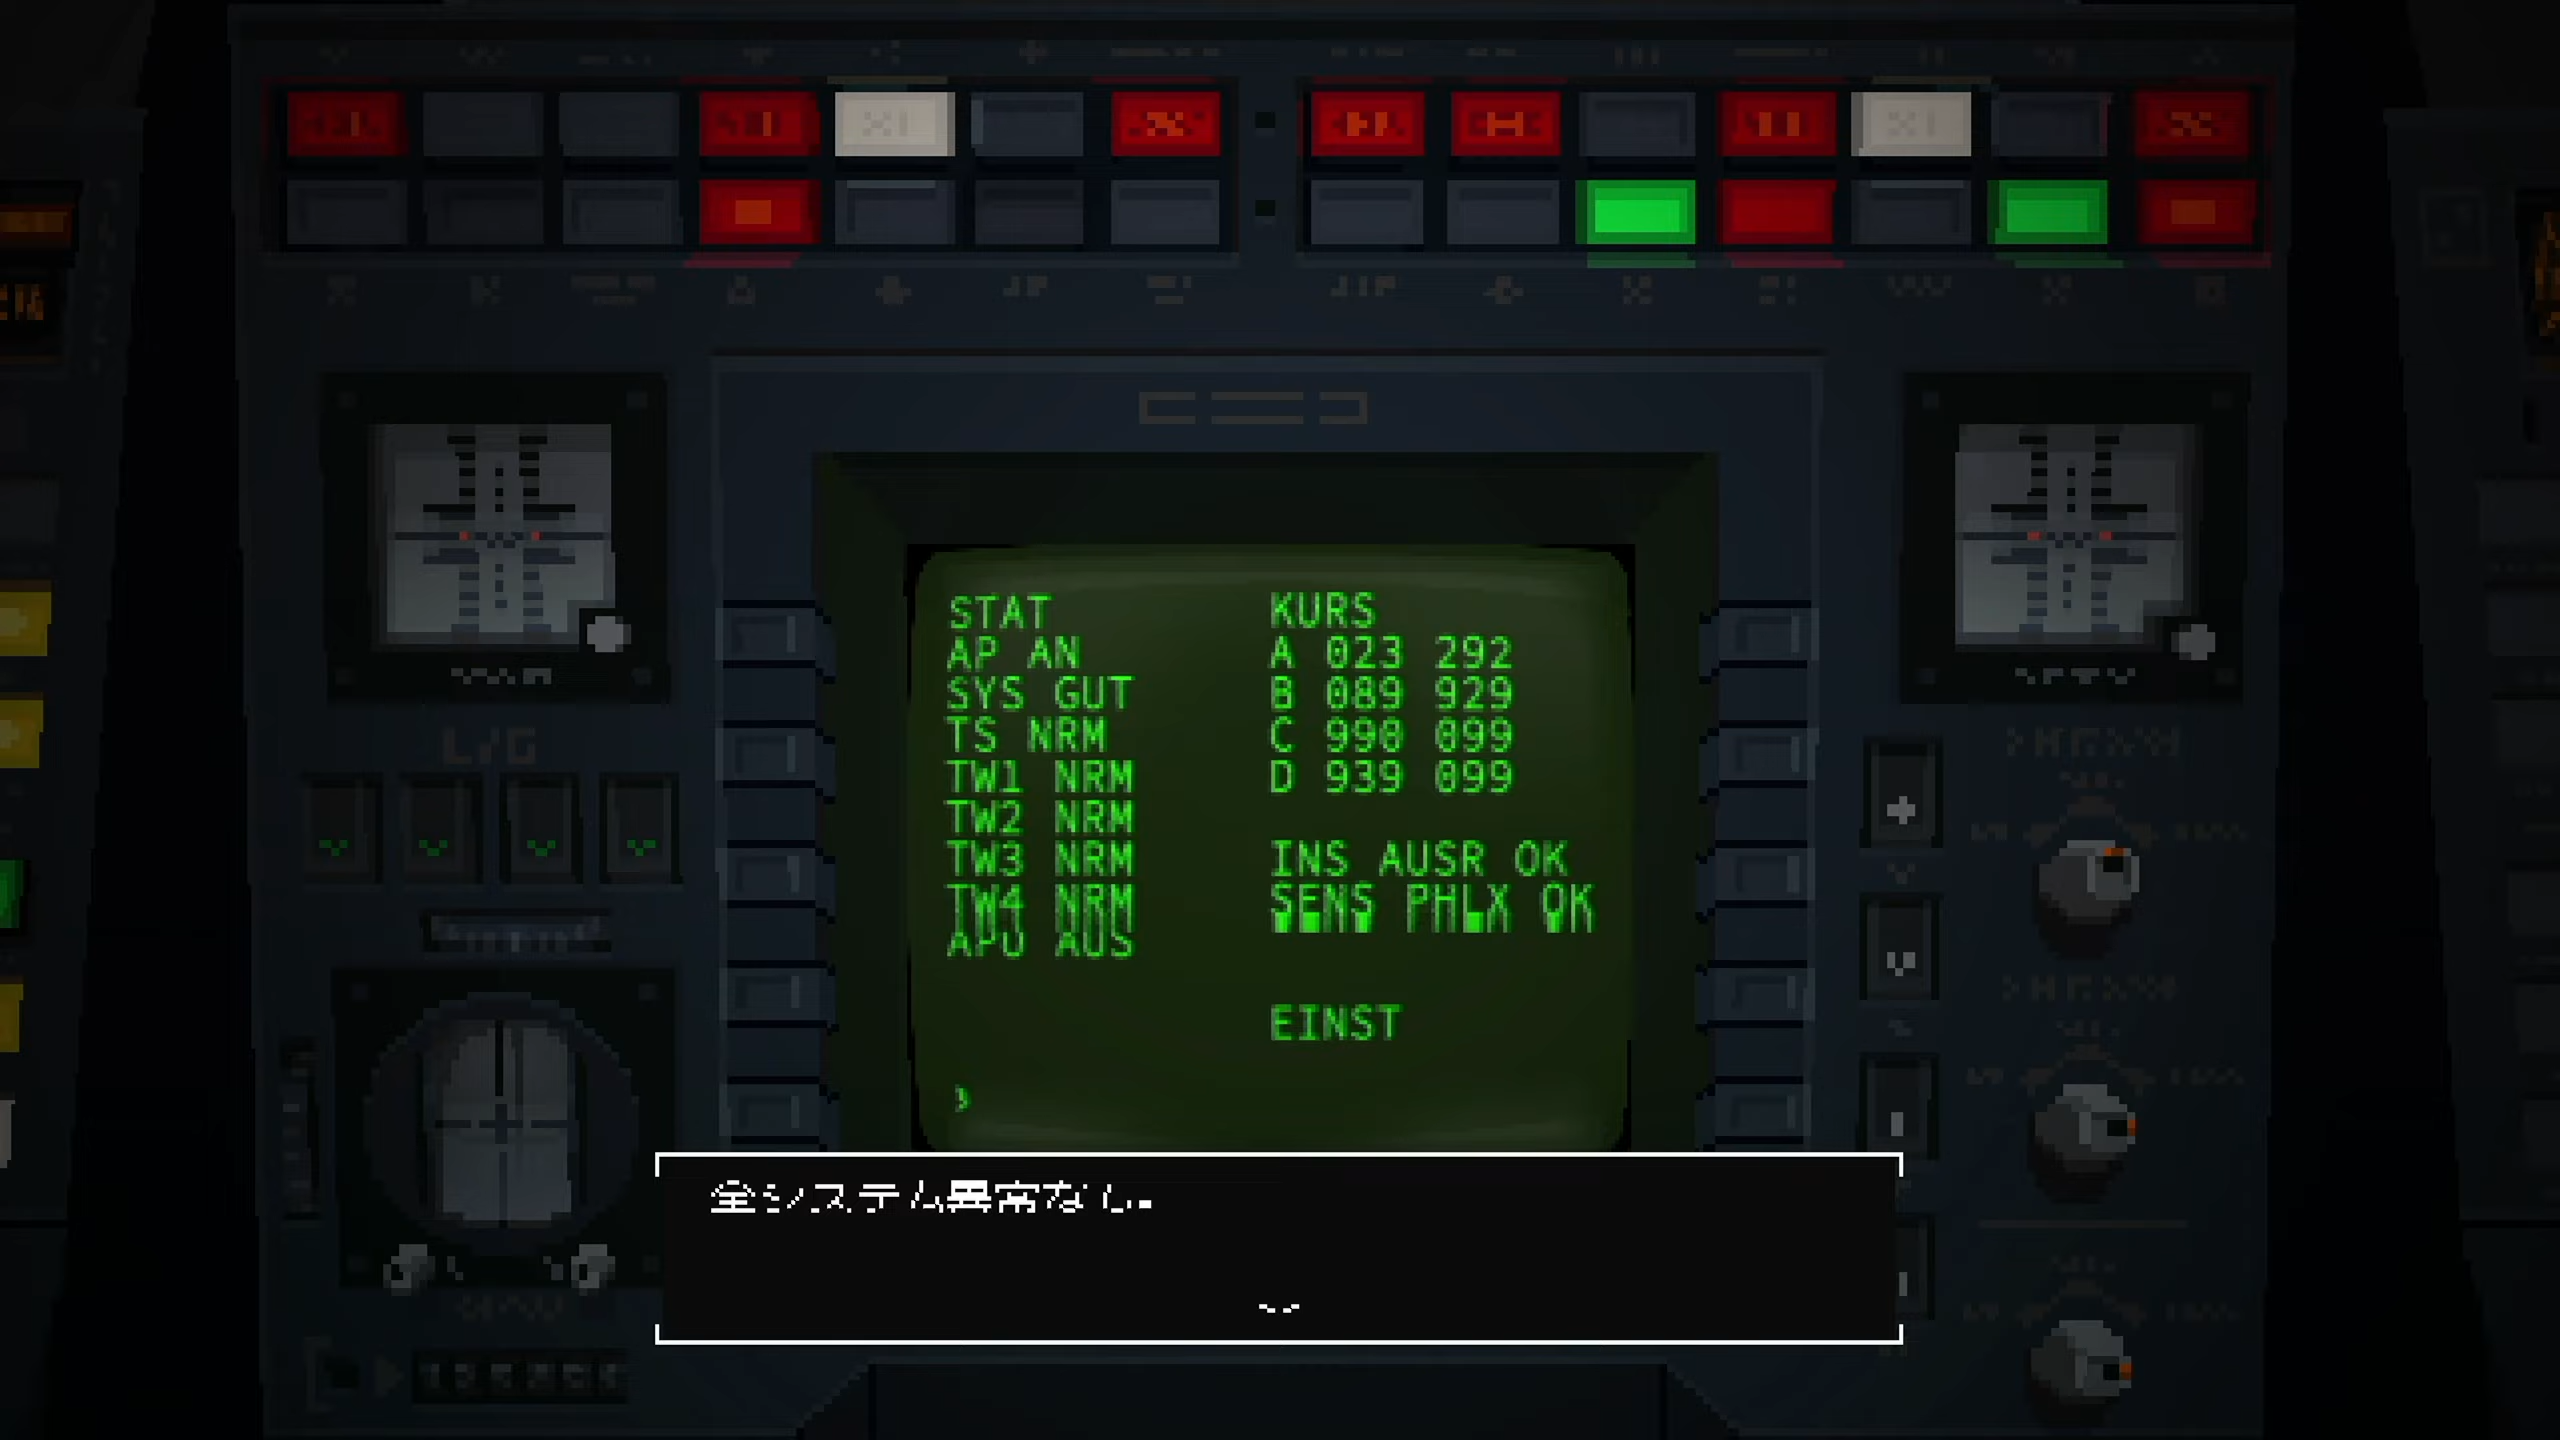 STAT
AP AN
SYS GUT
TS NRM
TW1 NRM
TW2 NRM
TW3 NRM
TW4 NRM
APU AUS
KURS
A 023 292
B 089 929
C 990 099
D 939 099
INS AUSR OK
SENS PHLX OK
EINST
>
L/G
全システム異常なし.